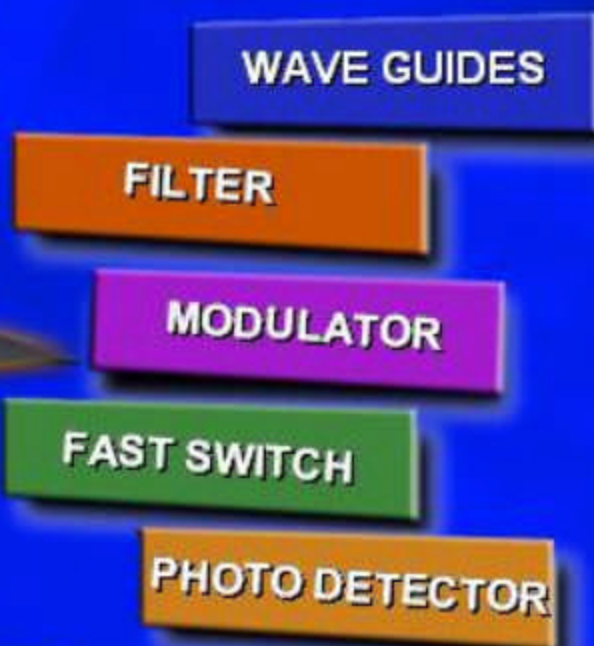 WAVE GUIDES
FILTER
MODULATOR
FAST SWITCH
PHOTO DETECTOR